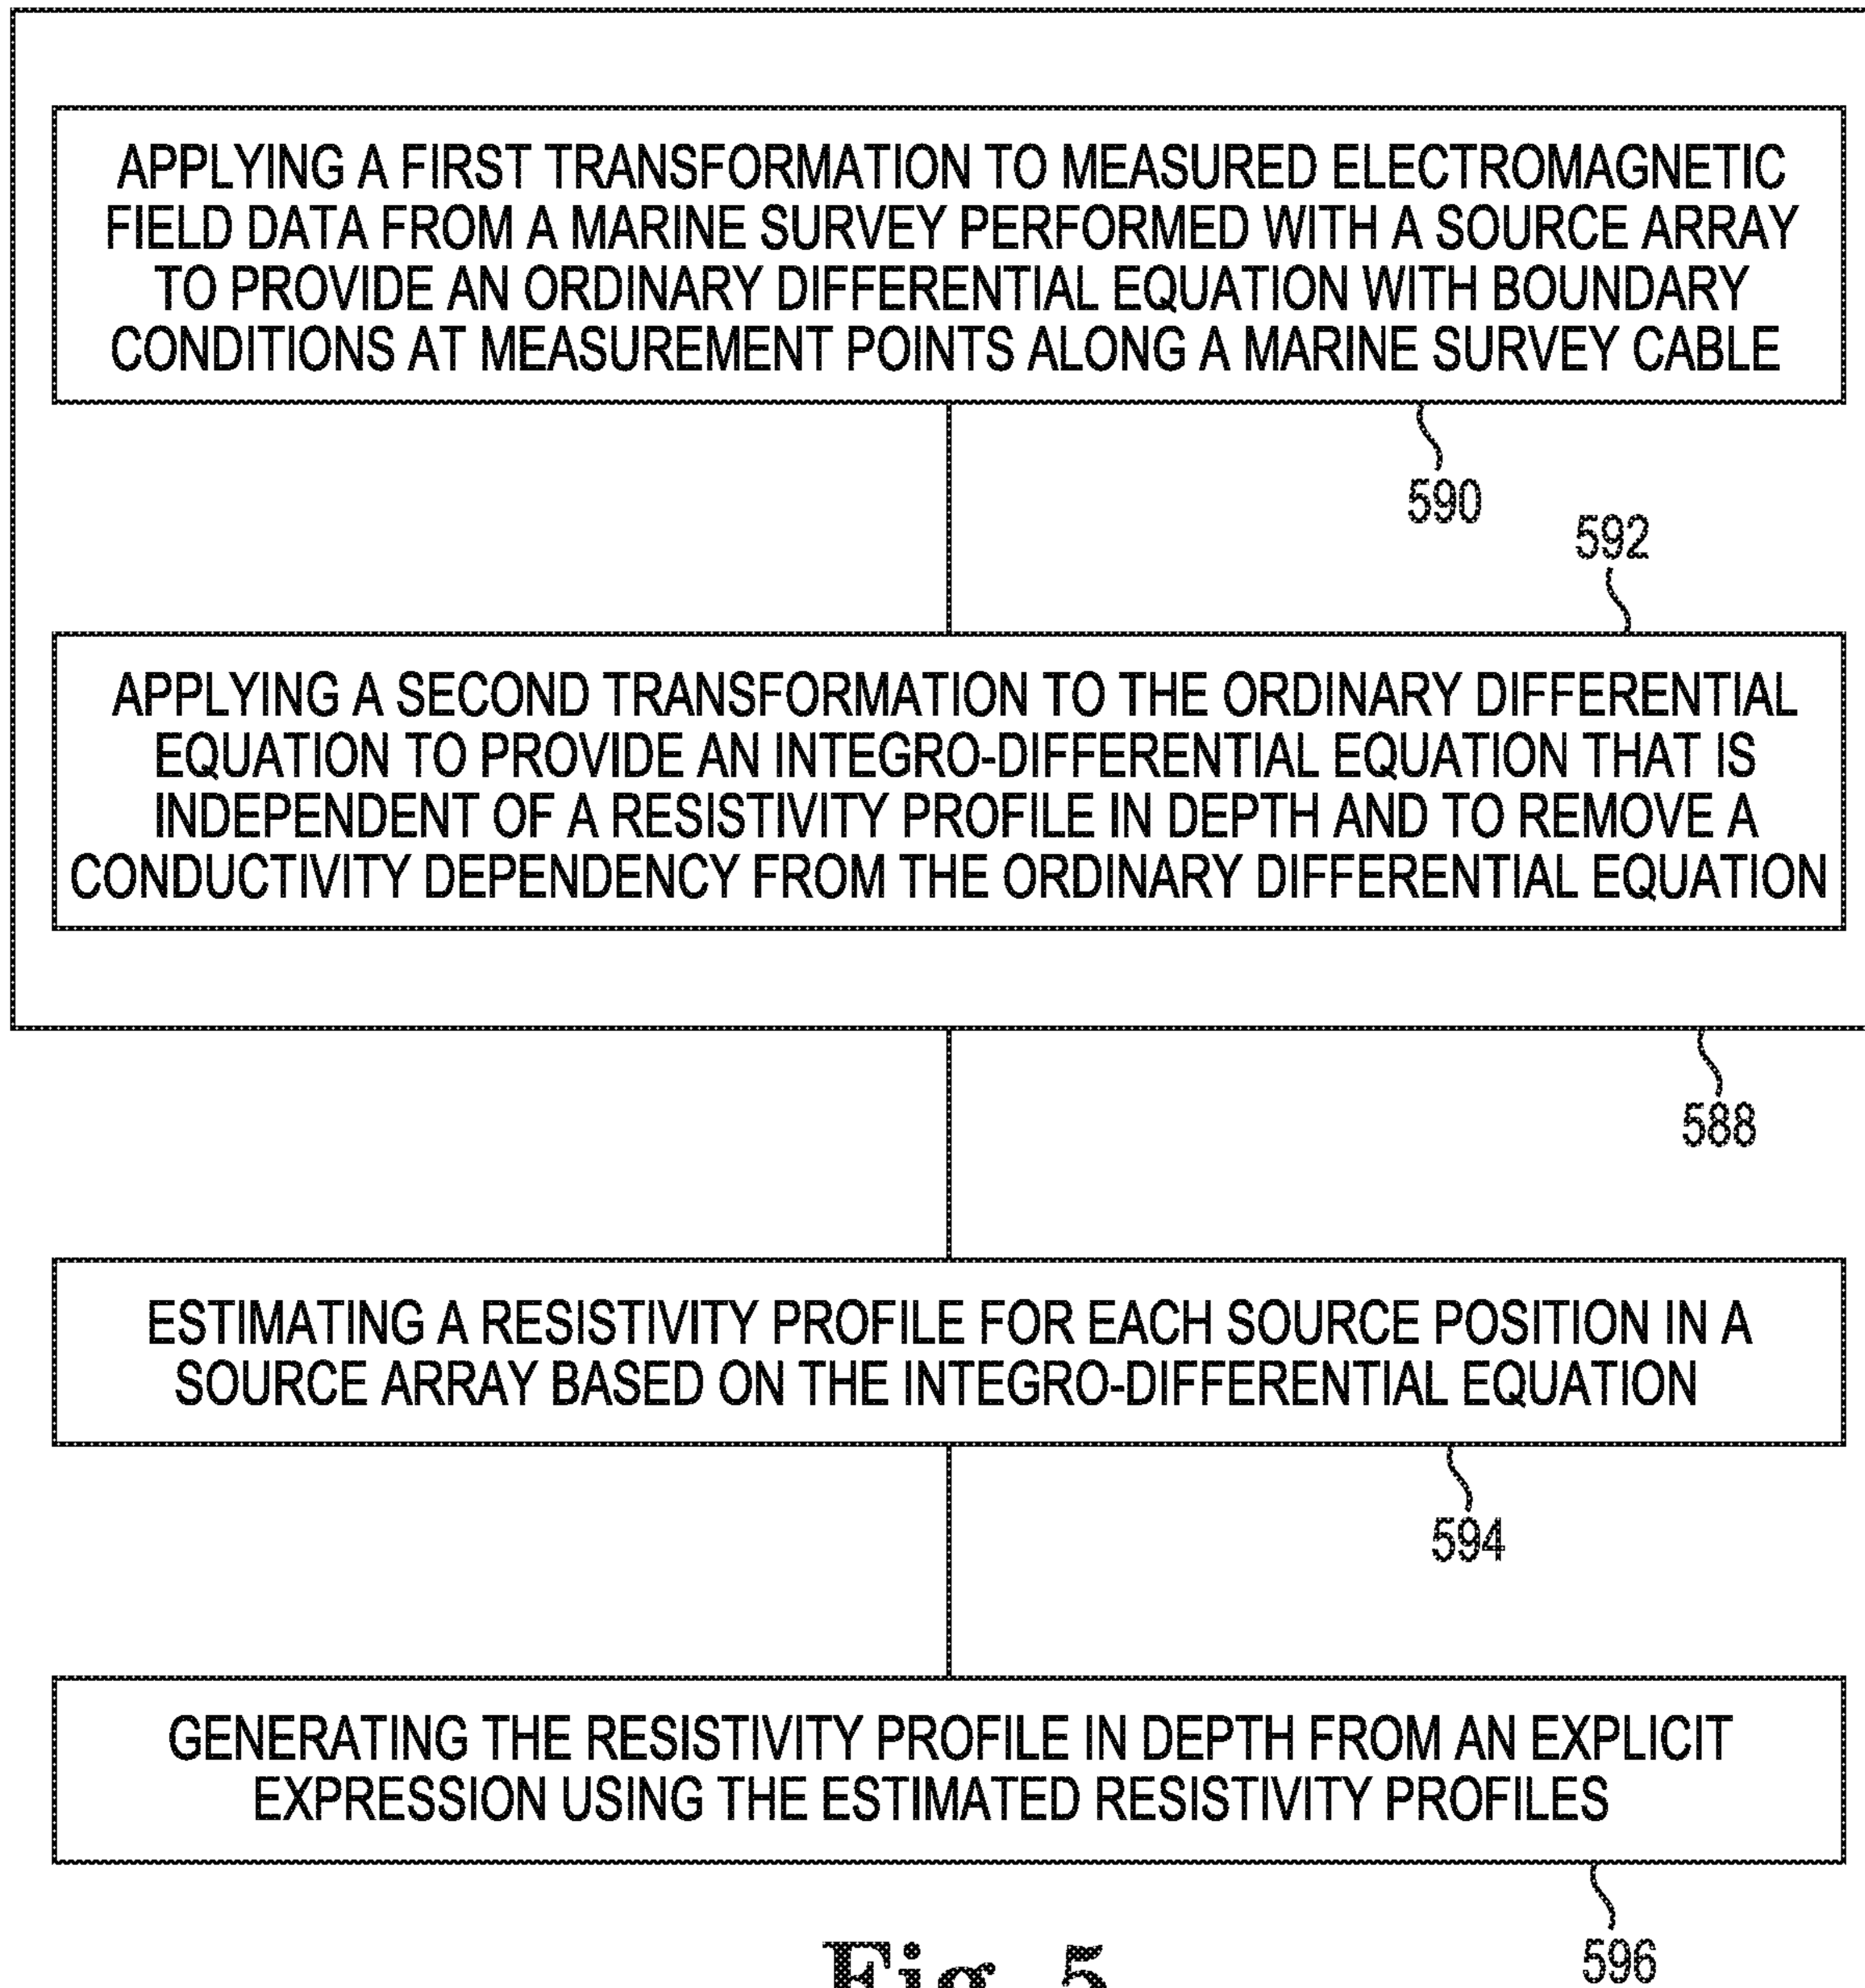 APPLYING A FIRST TRANSFORMATION TO MEASURED ELECTROMAGNETIC
FIELD DATA FROM A MARINE SURVEY PERFORMED WITH A SOURCE ARRAY
TO PROVIDE AN ORDINARY DIFFERENTIAL EQUATION WITH BOUNDARY
CONDITIONS AT MEASUREMENT POINTS ALONG A MARINE SURVEY CABLE
590
592
APPLYING A SECOND TRANSFORMATION TO THE ORDINARY DIFFERENTIAL
EQUATION TO PROVIDE AN INTEGRO-DIFFERENTIAL EQUATION THAT IS
INDEPENDENT OF A RESISTIVITY PROFILE IN DEPTH AND TO REMOVE A
CONDUCTIVITY DEPENDENCY FROM THE ORDINARY DIFFERENTIAL EQUATION
588
ESTIMATING A RESISTIVITY PROFILE FOR EACH SOURCE POSITION IN A
SOURCE ARRAY BASED ON THE INTEGRO-DIFFERENTIAL EQUATION
594
GENERATING THE RESISTIVITY PROFILE IN DEPTH FROM AN EXPLICIT
EXPRESSION USING THE ESTIMATED RESISTIVITY PROFILES
596
Fig. 5